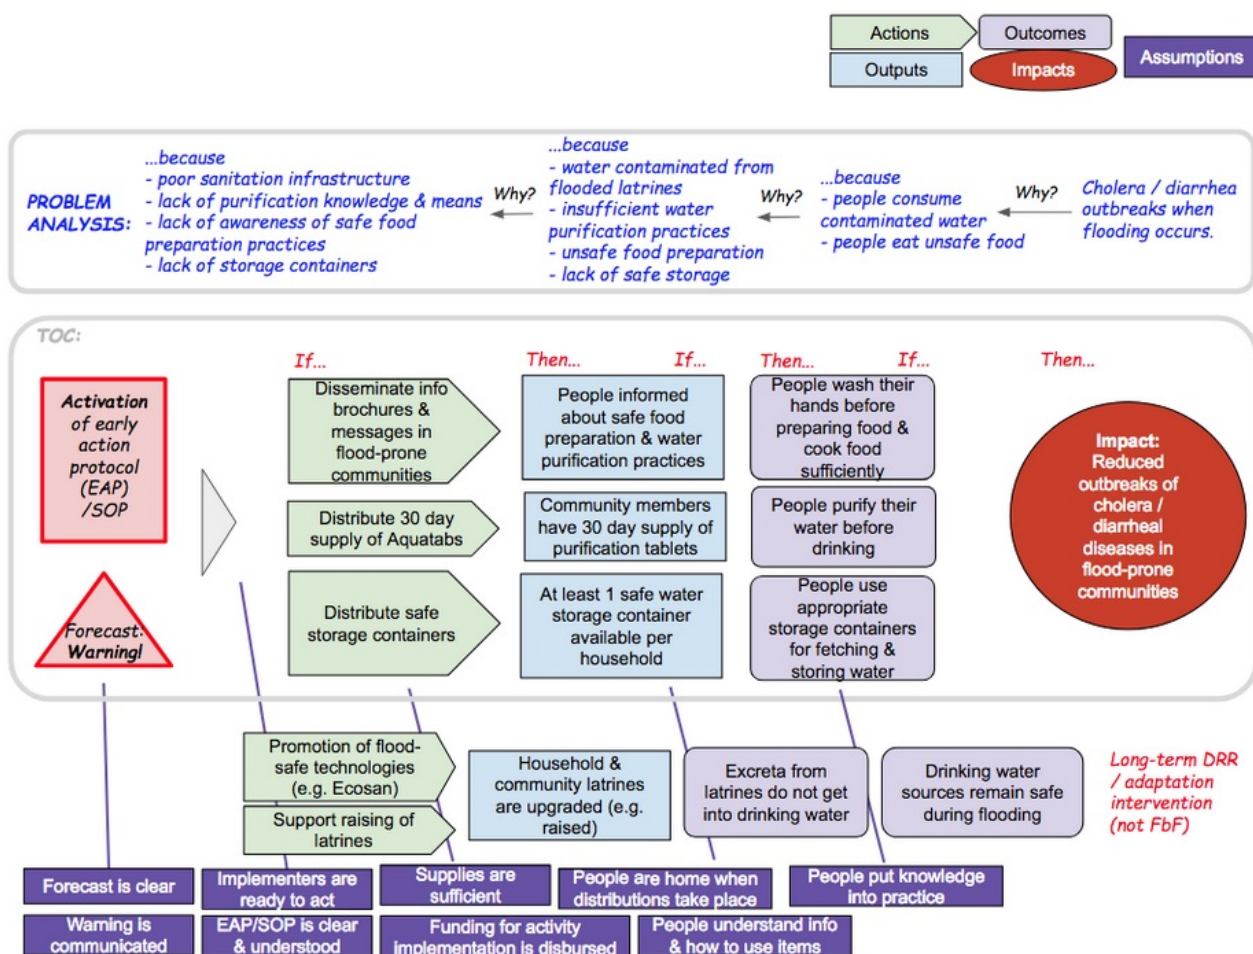 Actions
Outcomes
Outputs
Impacts
Assumptions
PROBLEM
ANALYSIS:
...because
- poor sanitation infrastructure
- lack of purification knowledge & means
- lack of awareness of safe food
preparation practices
- lack of storage containers
Why?
...because
- water contaminated from
flooded latrines
- insufficient water
purification practices
- unsafe food preparation
- lack of safe storage
Why?
...because
- people consume
contaminated water
- people eat unsafe food
Why?
Cholera / diarrhea
outbreaks when
flooding occurs.
TOC:
If...
Then...
If...
Then...
If...
Then...
Activation
of early
action
protocol
(EAP)
/SOP
Forecast:
Warning!
Disseminate info
brochures &
messages in
flood-prone
communities
People informed
about safe food
preparation & water
purification practices
People wash their
hands before
preparing food &
cook food
sufficiently
Distribute 30 day
supply of Aquatabs
Community members
have 30 day supply of
purification tablets
People purify their
water before
drinking
Distribute safe
storage containers
At least 1 safe water
storage container
available per
household
People use
appropriate
storage containers
for fetching &
storing water
Impact:
Reduced
outbreaks of
cholera /
diarrheal
diseases in
flood-prone
communities
Promotion of flood-
safe technologies
(e.g. Ecosan)
Support raising of
latrines
Household &
community latrines
are upgraded (e.g.
raised)
Excreta from
latrines do not get
into drinking water
Drinking water
sources remain safe
during flooding
Long-term DRR
/ adaptation
intervention
(not FbF)
Forecast is clear
Implementers are
ready to act
Supplies are
sufficient
People are home when
distributions take place
People put knowledge
into practice
Warning is
communicated
EAP/SOP is clear
& understood
Funding for activity
implementation is disbursed
People understand info
& how to use items